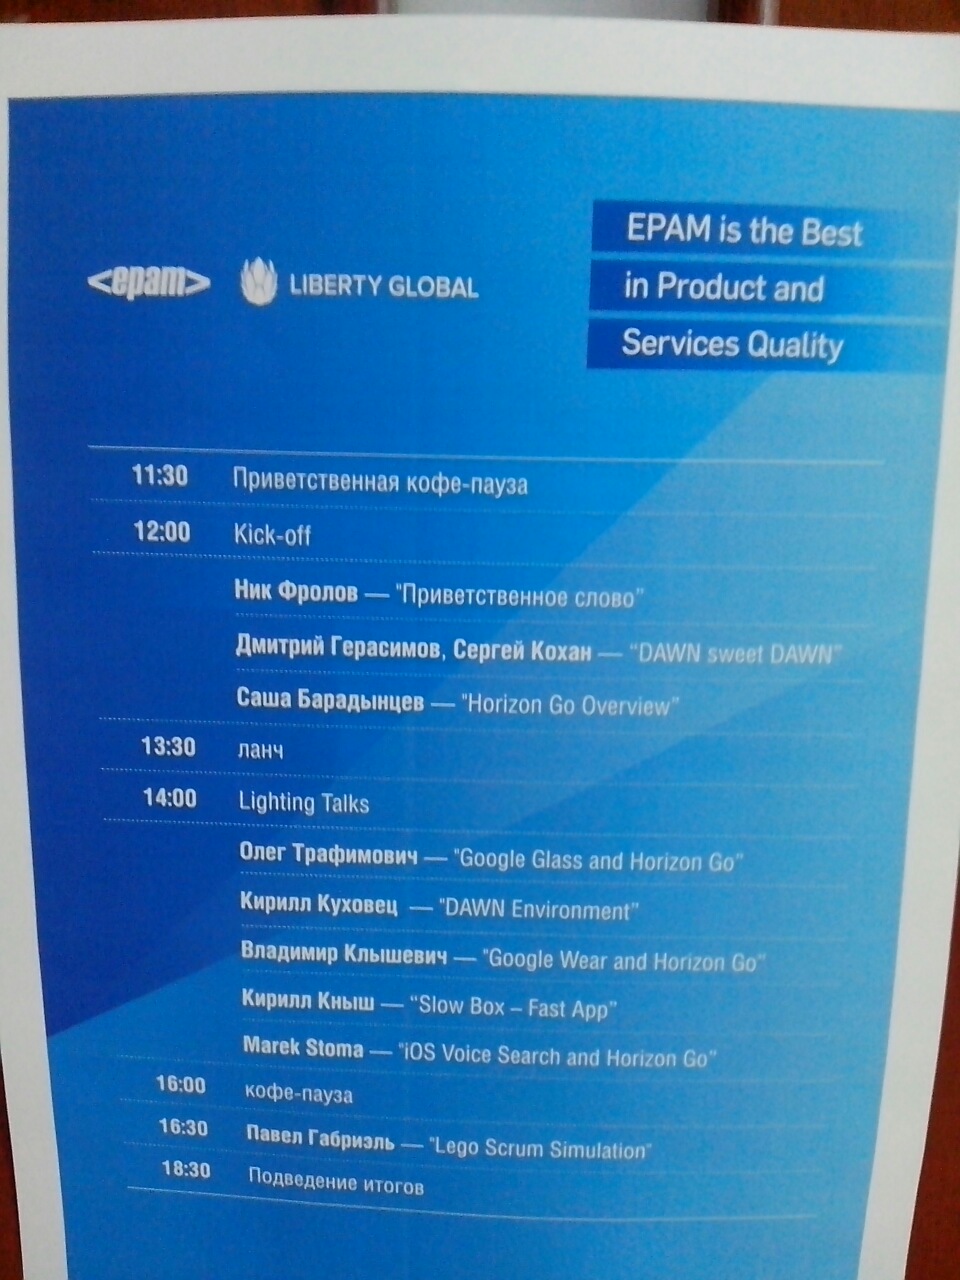 <epam>
LIBERTY GLOBAL
EPAM is the Best
in Product and
Services Quality
11:30 Приветственная кофе-пауза
12:00 Kick-off
Ник Фролов — "Приветственное слово"
Дмитрий Герасимов, Сергей Кохан — "DAWN sweet DAWN"
Саша Барадынцев — "Horizon Go Overview"
13:30 ланч
14:00 Lighting Talks
Олег Трафимович — "Google Glass and Horizon Go"
Кирилл Куховец — "DAWN Environment"
Владимир Клышевич — "Google Wear and Horizon Go"
Кирилл Кныш — "Slow Box – Fast App"
Marek Stoma — "iOS Voice Search and Horizon Go"
16:00 кофе-пауза
16:30 Павел Габриэль — "Lego Scrum Simulation"
18:30 Подведение итогов